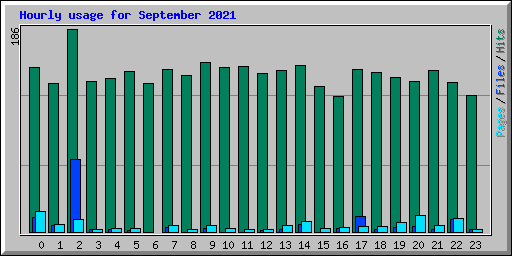 Hourly usage for September 2021
186
Pages/Files/Hits
0 1 2 3 4 5 6 7 8 9 10 11 12 13 14 15 16 17 18 19 20 21 22 23